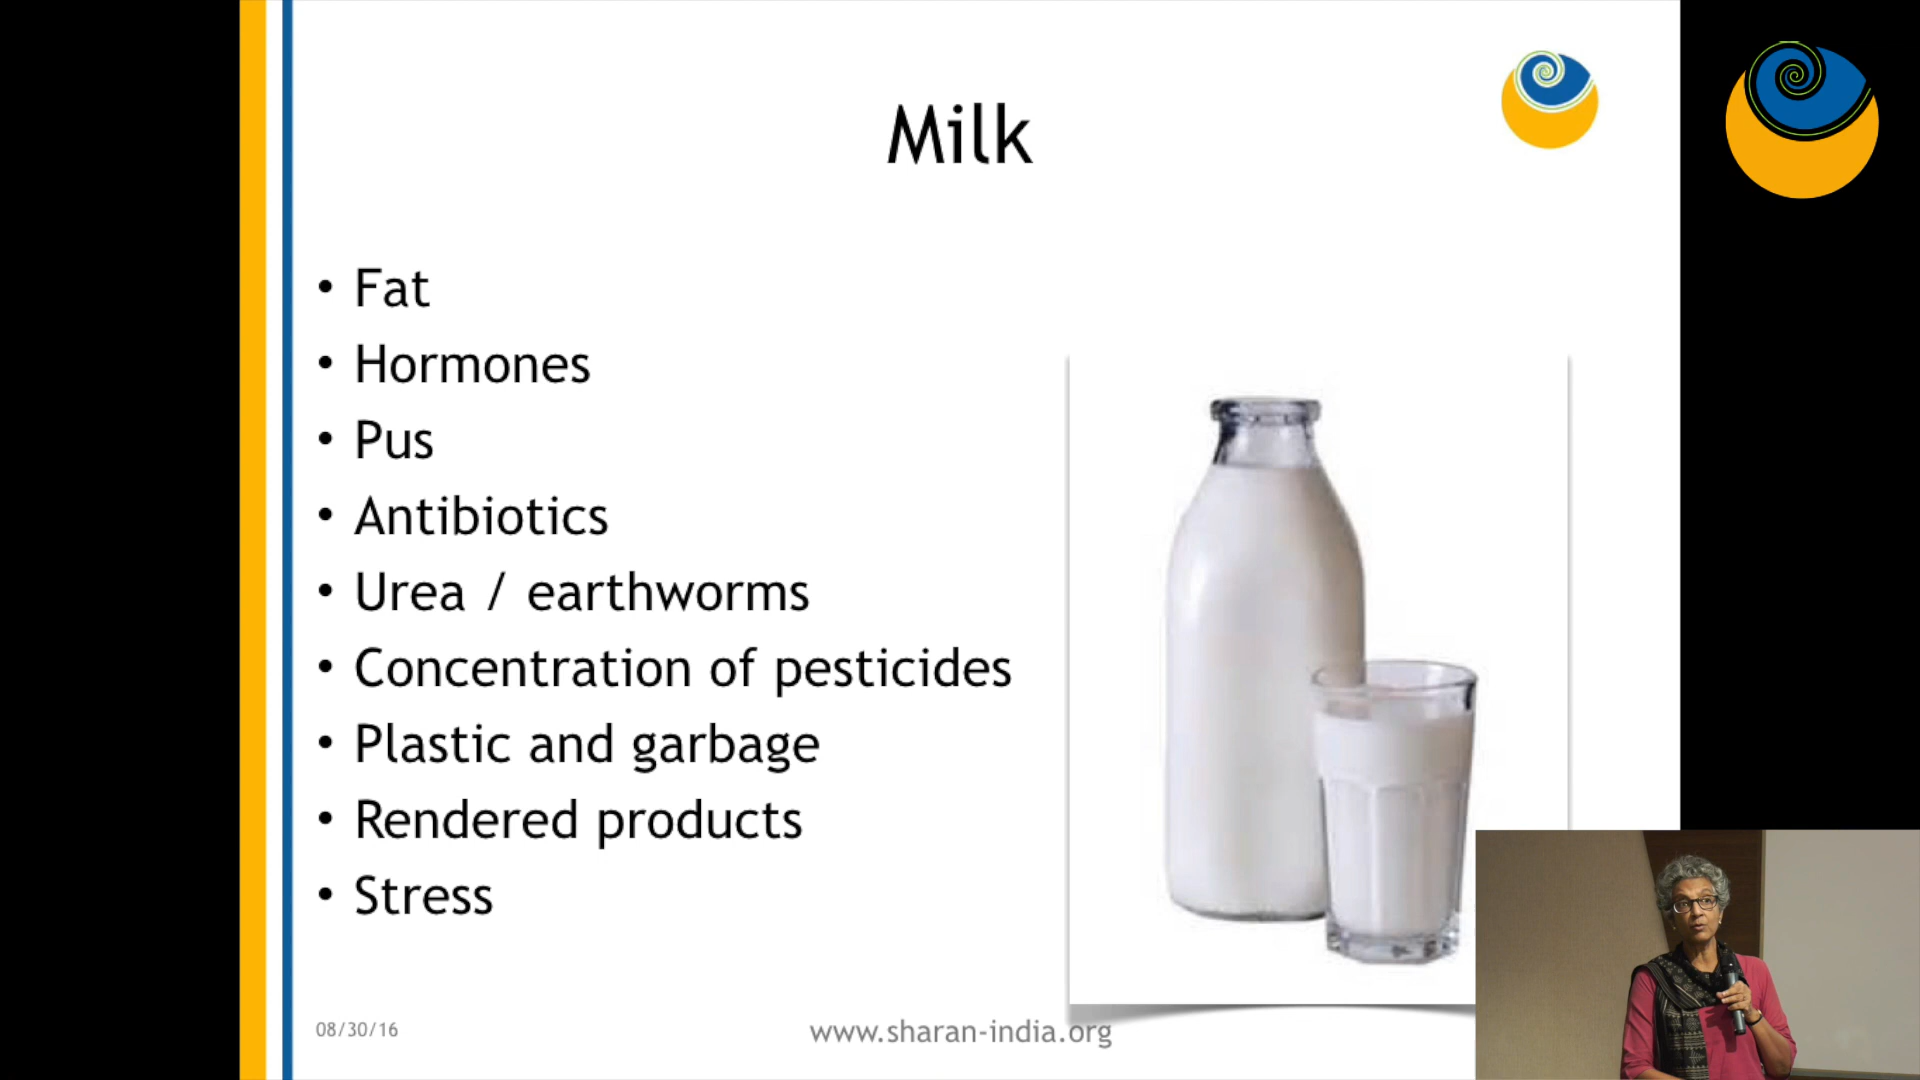 Milk
• Fat
• Hormones
• Pus
• Antibiotics
• Urea / earthworms
• Concentration of pesticides
• Plastic and garbage
• Rendered products
• Stress
08/30/16
www.sharan-india.org